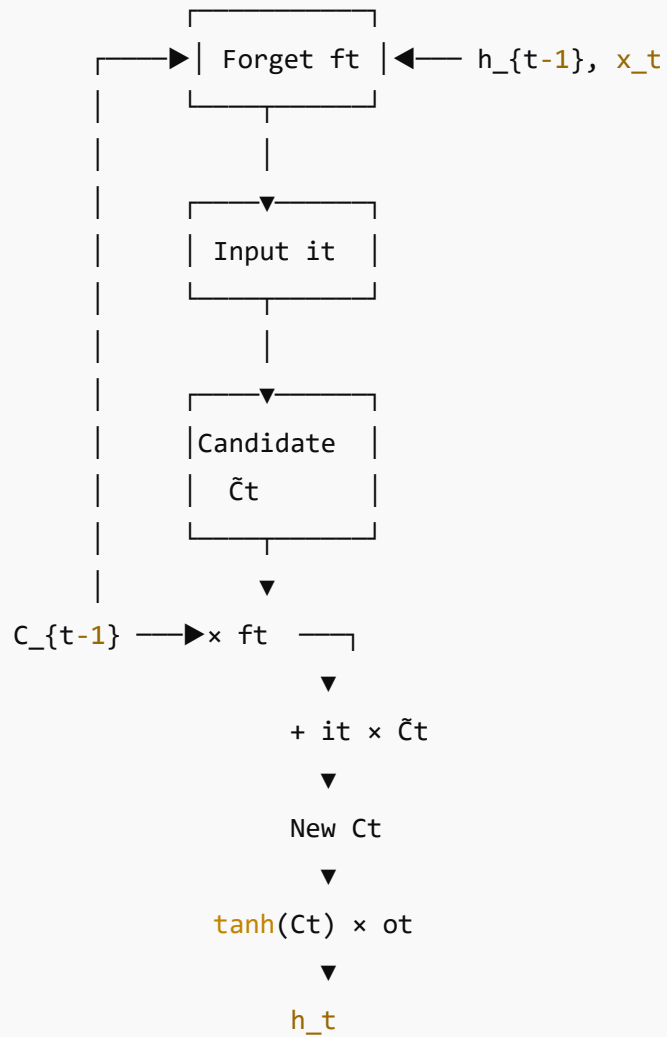 Forget ft h_{t-1}, x_t
Input it
Candidate
C̃t
C_{t-1} × ft
+ it × C̃t
New Ct
tanh(Ct) × ot
h_t